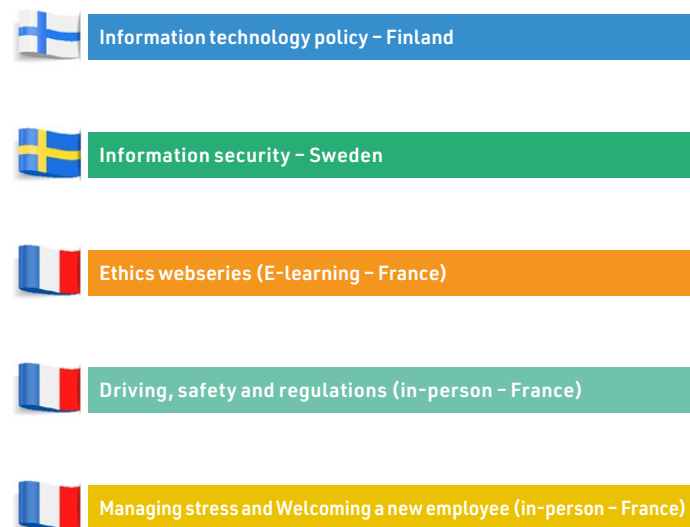 Information technology policy – Finland
Information security – Sweden
Ethics webseries (E-learning – France)
Driving, safety and regulations (in-person – France)
Managing stress and Welcoming a new employee (in-person – France)